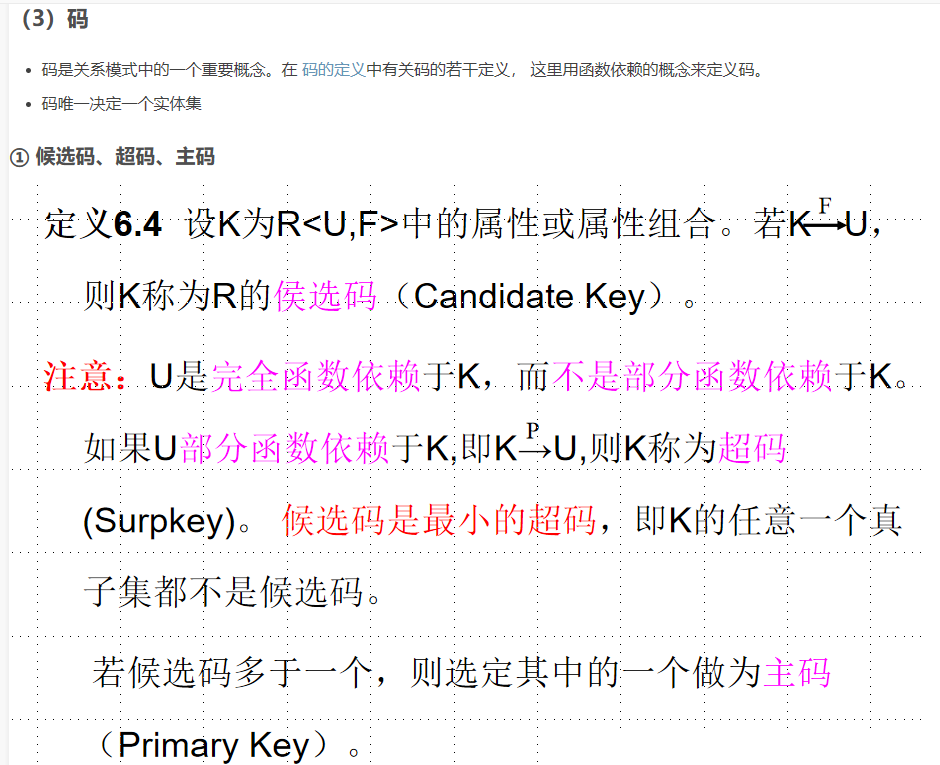 (3) 码
• 码是关系模式中的一个重要概念。在 码的定义中有关码的若干定义， 这里用函数依赖的概念来定义码。
• 码唯一决定一个实体集
① 候选码、超码、主码
定义6.4 设K为R<U,F>中的属性或属性组合。若K F→U，
则K称为R的侯选码（Candidate Key）。
注意：U是完全函数依赖于K，而不是部分函数依赖于K。
如果U部分函数依赖于K,即K P→U,则K称为超码
(Surpkey)。 候选码是最小的超码，即K的任意一个真
子集都不是候选码。
若候选码多于一个，则选定其中的一个做为主码
（Primary Key）。